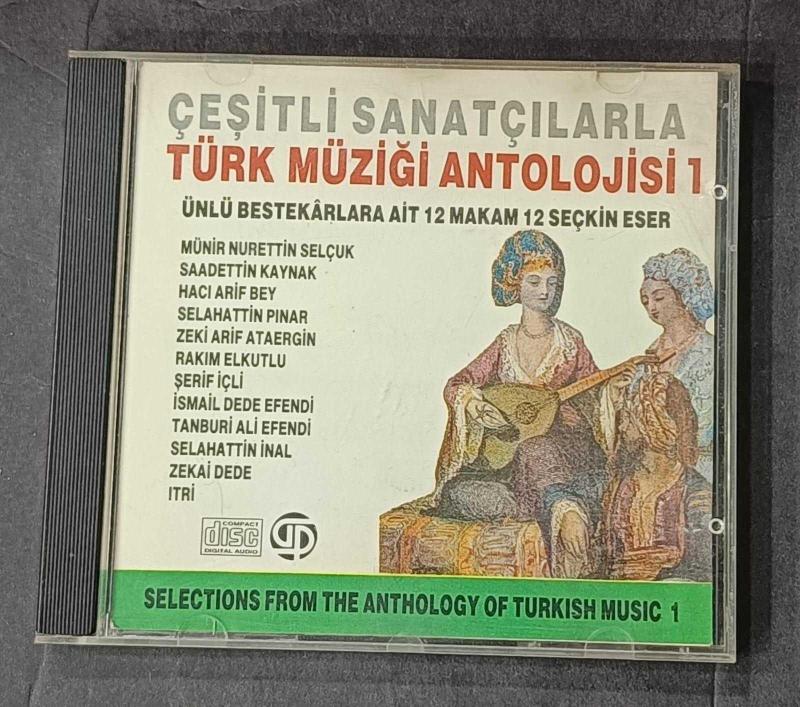 ÇEŞİTLİ SANATÇILARLA
TÜRK MÜZİĞİ ANTOLOJİSİ 1
ÜNLÜ BESTEKÂRLARA AİT 12 MAKAM 12 SEÇKİN ESER
MÜNİR NURETTİN SELÇUK
SAADETTİN KAYNAK
HACI ARİF BEY
SELAHATTİN PINAR
ZEKİ ARİF ATAERGİN
RAKIM ELKUTLU
ŞERİF İÇLİ
İSMAİL DEDE EFENDİ
TANBURİ ALİ EFENDİ
SELAHATTİN İNAL
ZEKAİ DEDE
ITRİ
COMPACT
disc
DIGITAL AUDIO
SELECTIONS FROM THE ANTHOLOGY OF TURKISH MUSIC 1